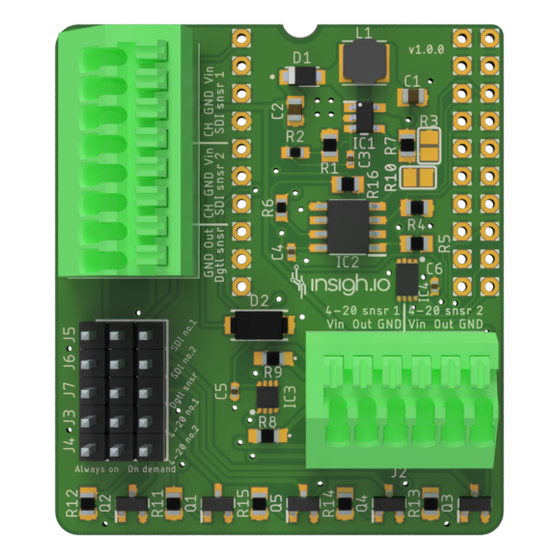 L1
v1.0.0
D1
C1
C2
CH_GND Vin
SDI snsr 1
R3
R2
IC1
R7
R1
C3
R10
R16
CH_GND Vin
SDI snsr 2
R6
R4
R5
GND Out
Dgtl snsr
C4
IC2
C6
IC4
insigh.io
D2
4-20 snsr 1
Vin Out GND
4-20 snsr 2
Vin Out GND
J5
SDI no.1
J6
SDI no.2
J7
Dgtl snsr
J3
4-20 no.1
J4
4-20 no.2
Always on
On demand
R9
C5
IC3
R8
J2
R12
Q2
R11
Q1
R15
Q5
R14
Q4
R13
Q3